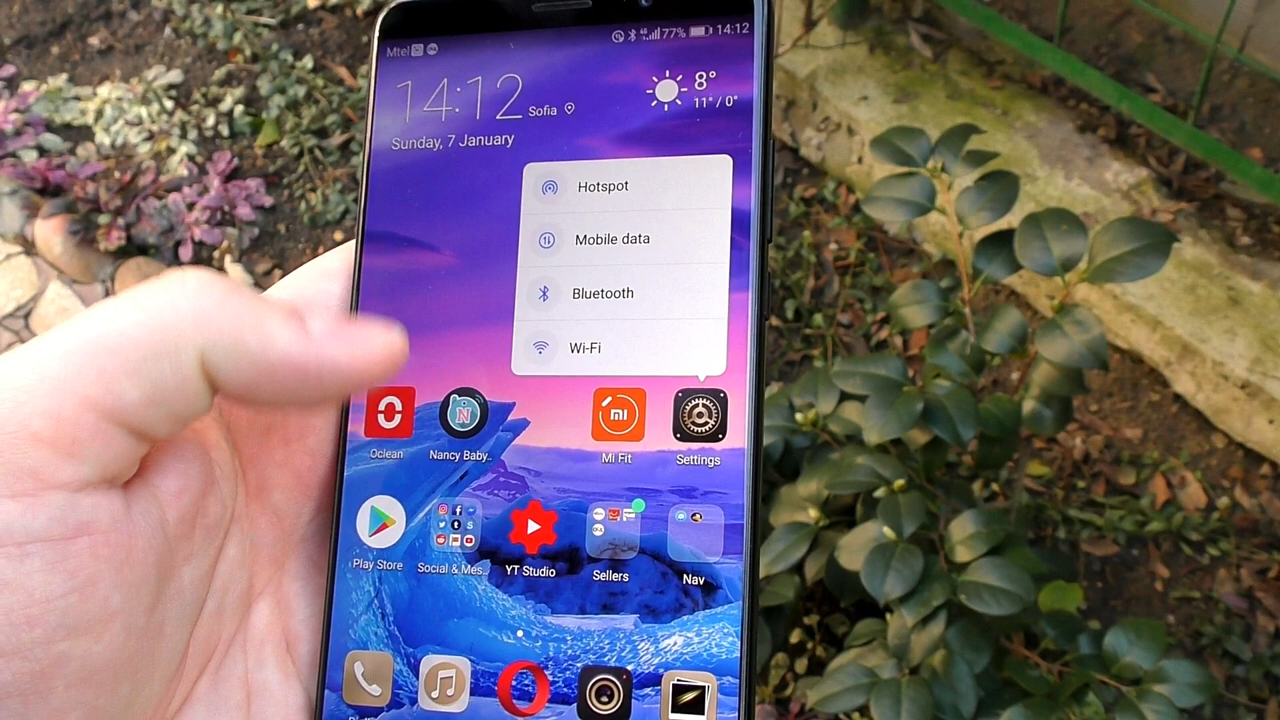 Mtel
77% 14:12
14:12 Sofia
8°
11° / 0°
Sunday, 7 January
Hotspot
Mobile data
Bluetooth
Wi-Fi
N
mi
Oclean
Nancy Baby..
Mi Fit
Settings
Play Store
Social & Mes..
YT Studio
Sellers
Nav